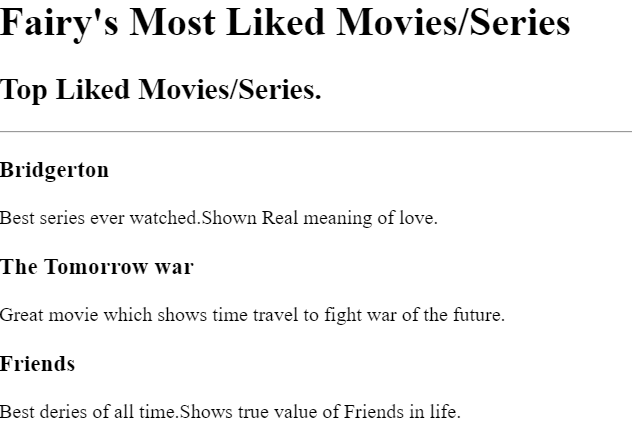 Fairy's Most Liked Movies/Series
Top Liked Movies/Series.
Bridgerton
Best series ever watched.Shown Real meaning of love.
The Tomorrow war
Great movie which shows time travel to fight war of the future.
Friends
Best deries of all time.Shows true value of Friends in life.